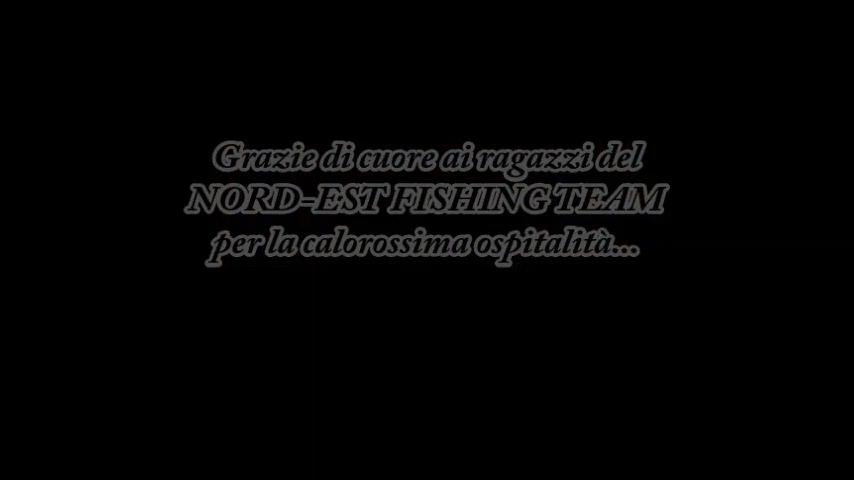 Grazie di cuore ai ragazzi del
NORD-EST FISHING TEAM
per la calorossima ospitalità...